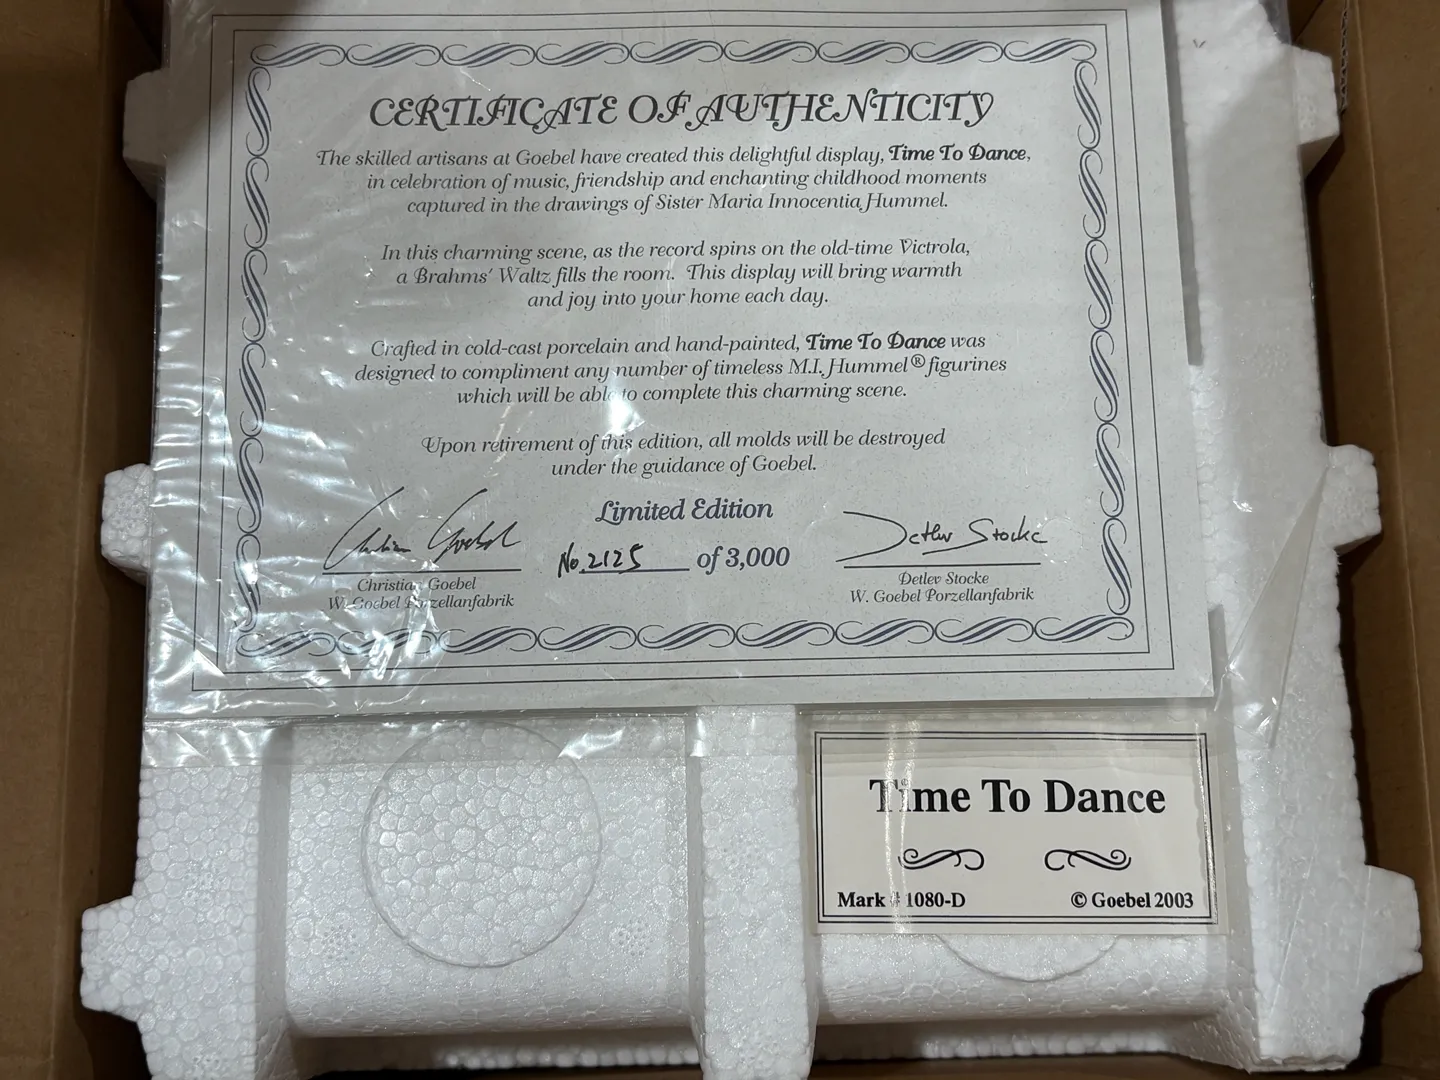 CERTIFICATE OF AUTHENTICITY
The skilled artisans at Goebel have created this delightful display, Time To Dance,
in celebration of music, friendship and enchanting childhood moments
captured in the drawings of Sister Maria Innocentia Hummel.
In this charming scene, as the record spins on the old-time Victrola,
a Brahms' Waltz fills the room. This display will bring warmth
and joy into your home each day.
Crafted in cold-cast porcelain and hand-painted, Time To Dance was
designed to compliment any number of timeless M.I. Hummel® figurines
which will be able to complete this charming scene.
Upon retirement of this edition, all molds will be destroyed
under the guidance of Goebel.
Limited Edition
No. 2125 of 3,000
Christian Goebel
Detlev Stocke
Christian Goebel
W. Goebel Porzellanfabrik
Detlev Stocke
W. Goebel Porzellanfabrik
Time To Dance
Mark # 1080-D
© Goebel 2003